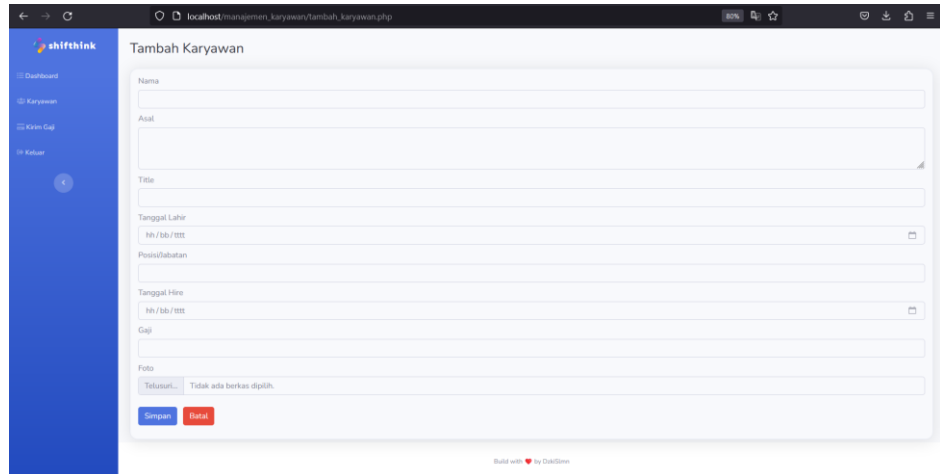 localhost/manajemen_karyawan/tambah_karyawan.php
80%
shifthink
Dashboard
Karyawan
Kirim Gaji
Keluar
Tambah Karyawan
Nama
Asal
Title
Tanggal Lahir
hh/bb/tttt
Posisi/Jabatan
Tanggal Hire
hh/bb/tttt
Gaji
Foto
Telusuri... Tidak ada berkas dipilih.
Simpan Batal
Build with ❤ by